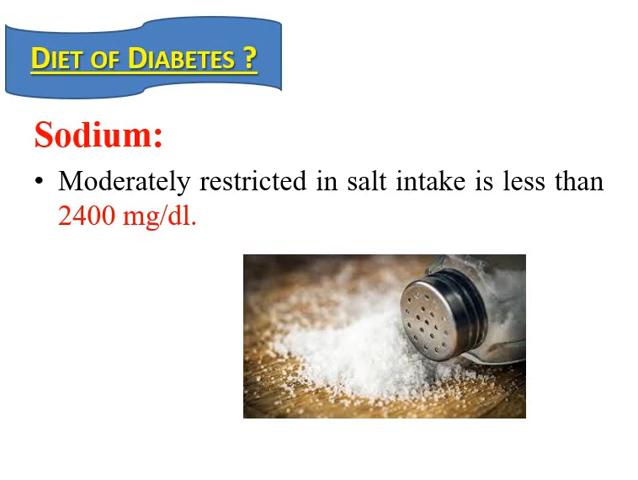 DIET OF DIABETES ?
Sodium:
• Moderately restricted in salt intake is less than
2400 mg/dl.